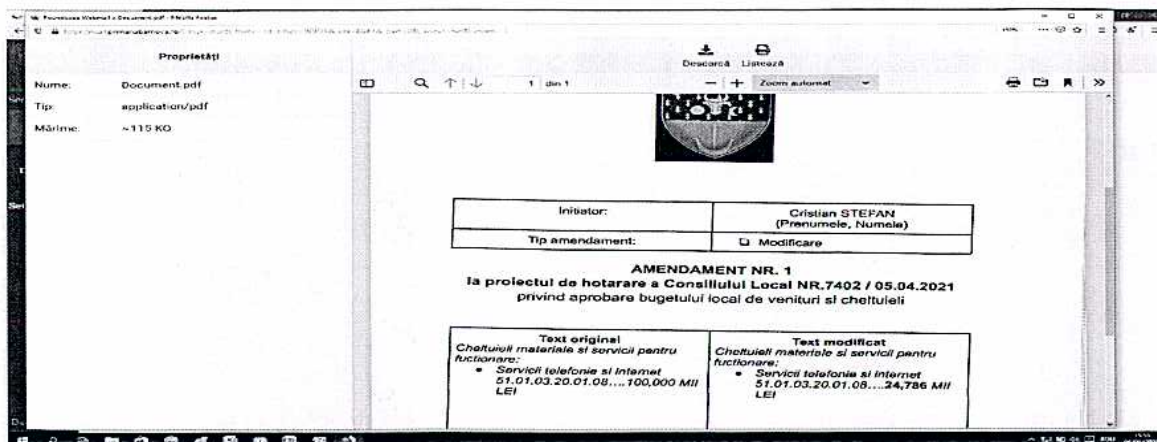 Document.pdf - Mozilla Firefox
Proprietăți
Nume: Document.pdf
Tip: application/pdf
Mărime: ~115 KO
Descarcă Listează
1 din 1
Zoom automat
Initiator:
Cristian STEFAN
(Prenumele, Numele)
Tip amendament:
Modificare
AMENDAMENT NR. 1
la proiectul de hotarare a Consiliului Local NR.7402 / 05.04.2021
privind aprobare bugetului local de venituri si cheltuieli
Text original
Cheltuieli materiale si servicii pentru
fuctionare:
• Servicii telefonie si Internet
51.01.03.20.01.08....100,000 MII
LEI
Text modificat
Cheltuieli materiale si servicii pentru
fuctionare:
• Servicii telefonie si Internet
51.01.03.20.01.08....24,786 MII
LEI